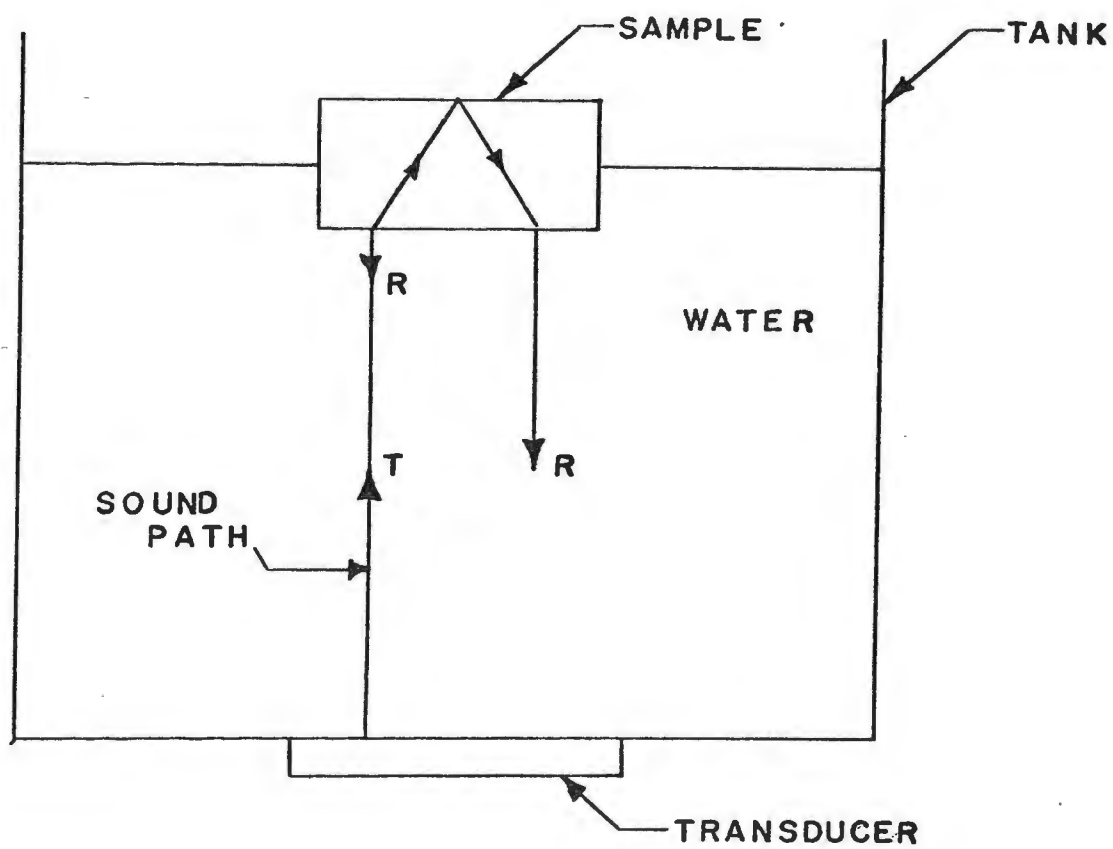 SAMPLE
TANK
R
WATER
T
R
SOUND
PATH
TRANSDUCER